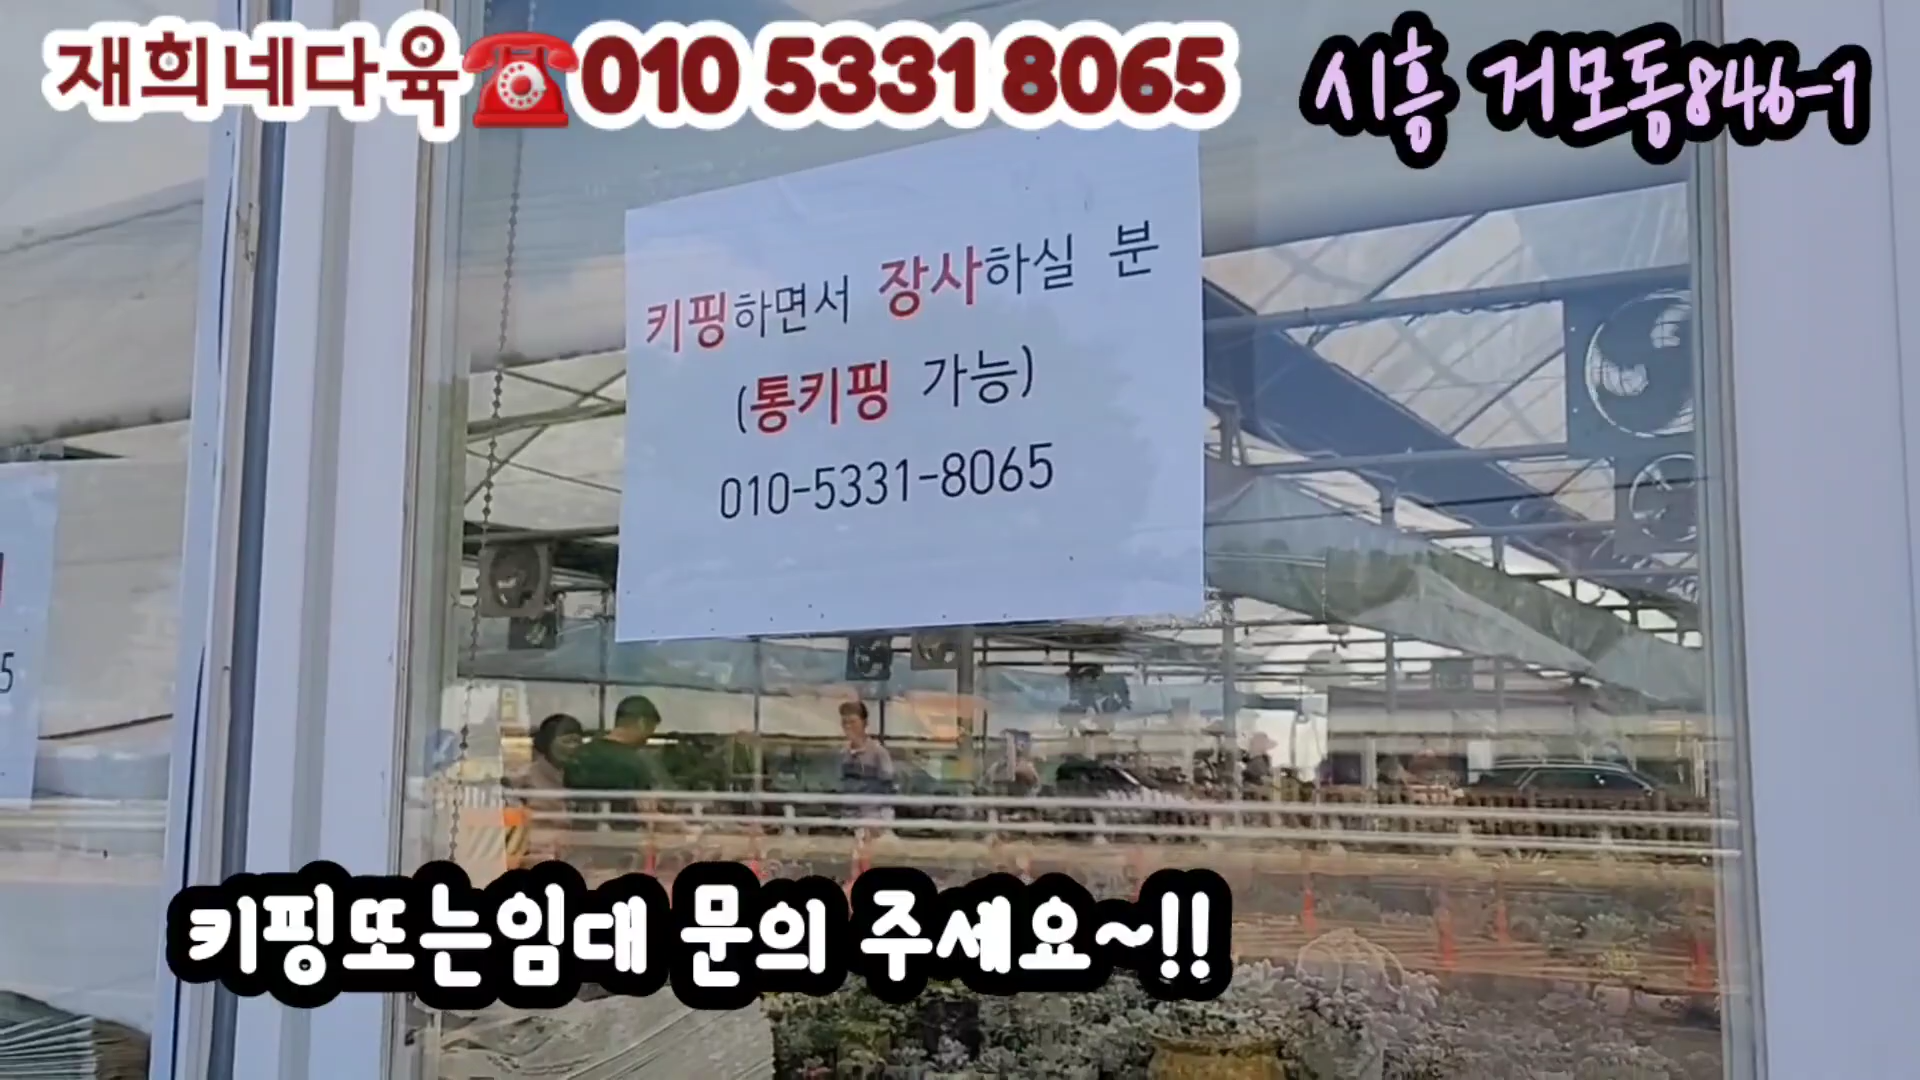 재희네다육☎010 5331 8065
시흥 거모동846-1
키핑하면서 장사하실 분
(통키핑 가능)
010-5331-8065
5
키핑또는임대 문의 주세요~!!